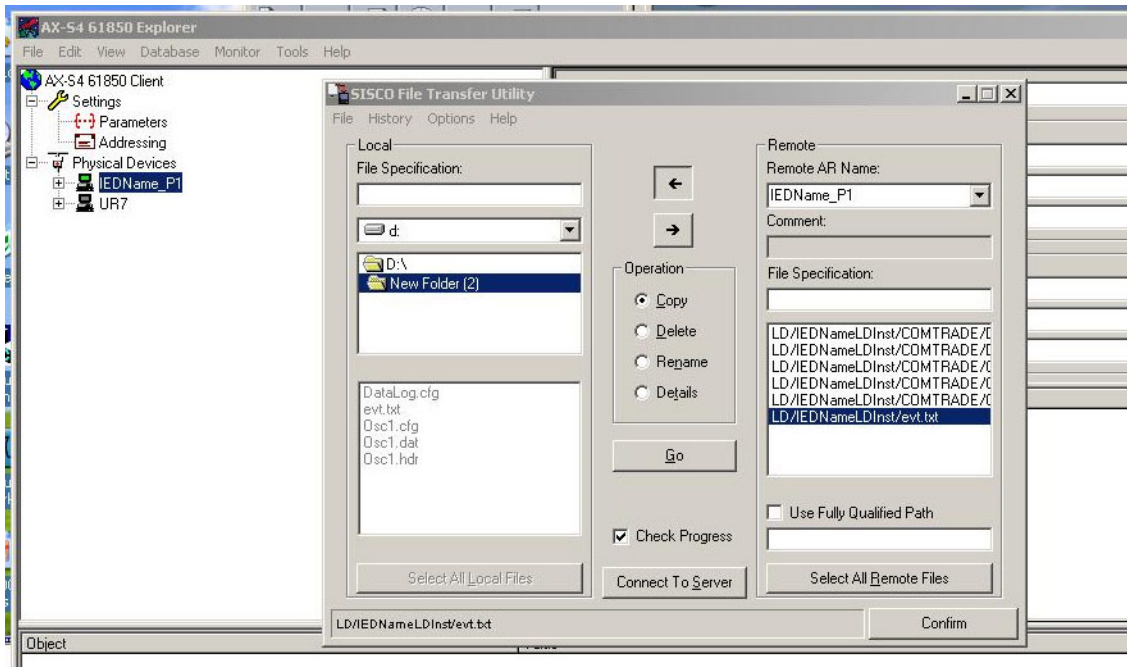 AX-S4 61850 Explorer
File Edit View Database Monitor Tools Help
AX-S4 61850 Client
Settings
Parameters
Addressing
Physical Devices
IEDName_P1
UR7
SISCO File Transfer Utility
File History Options Help
Local
File Specification:
d:
D:\
New Folder (2)
DataLog.cfg
evt.txt
Osc1.cfg
Osc1.dat
Osc1.hdr
Select All Local Files
Operation
Copy
Delete
Rename
Details
Go
Check Progress
Connect To Server
Remote
Remote AR Name:
IEDName_P1
Comment:
File Specification:
LD/IEDNameLDInst/COMTRADE/
LD/IEDNameLDInst/COMTRADE/
LD/IEDNameLDInst/COMTRADE/
LD/IEDNameLDInst/COMTRADE/
LD/IEDNameLDInst/COMTRADE/
LD/IEDNameLDInst/evt.txt
Use Fully Qualified Path
Select All Remote Files
LD/IEDNameLDInst/evt.txt
Confirm
Object